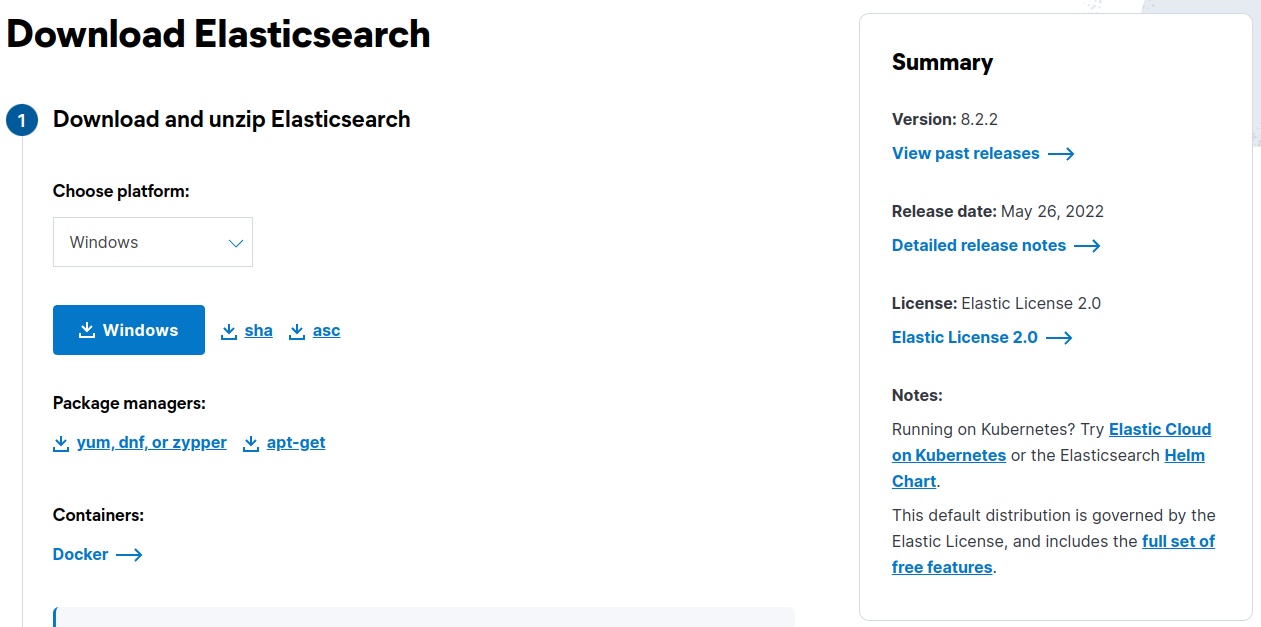 Download Elasticsearch
1 Download and unzip Elasticsearch
Choose platform:
Windows
Windows sha asc
Package managers:
yum, dnf, or zypper apt-get
Containers:
Docker
Summary
Version: 8.2.2
View past releases
Release date: May 26, 2022
Detailed release notes
License: Elastic License 2.0
Elastic License 2.0
Notes:
Running on Kubernetes? Try Elastic Cloud
on Kubernetes or the Elasticsearch Helm
Chart.
This default distribution is governed by the
Elastic License, and includes the full set of
free features.